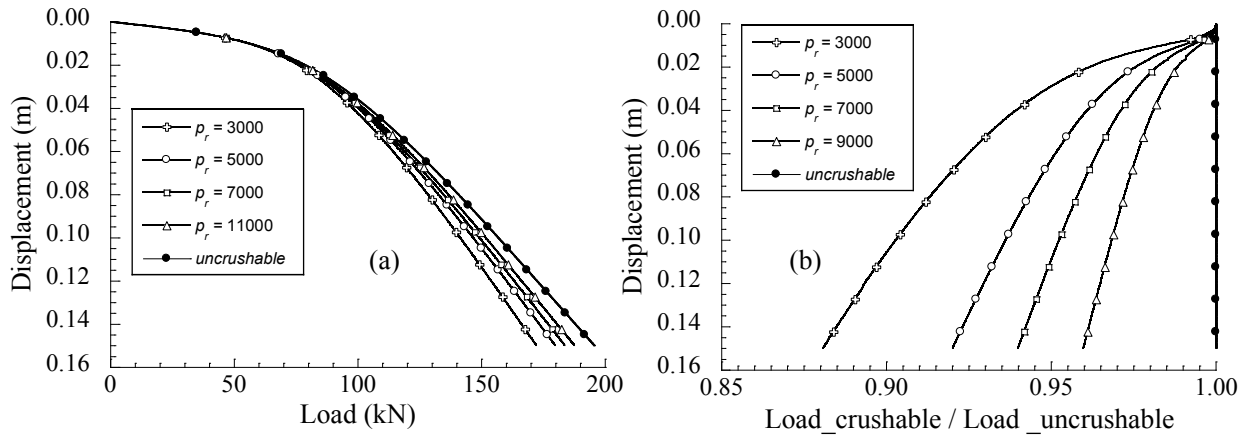 0.00
0.02
0.04
0.06
0.08
0.10
0.12
0.14
0.16
Displacement (m)
0
50
100
150
200
Load (kN)
p_r = 3000
p_r = 5000
p_r = 7000
p_r = 11000
uncrushable
(a)
0.00
0.02
0.04
0.06
0.08
0.10
0.12
0.14
0.16
Displacement (m)
0.85
0.90
0.95
1.00
Load_crushable / Load _uncrushable
p_r = 3000
p_r = 5000
p_r = 7000
p_r = 9000
uncrushable
(b)